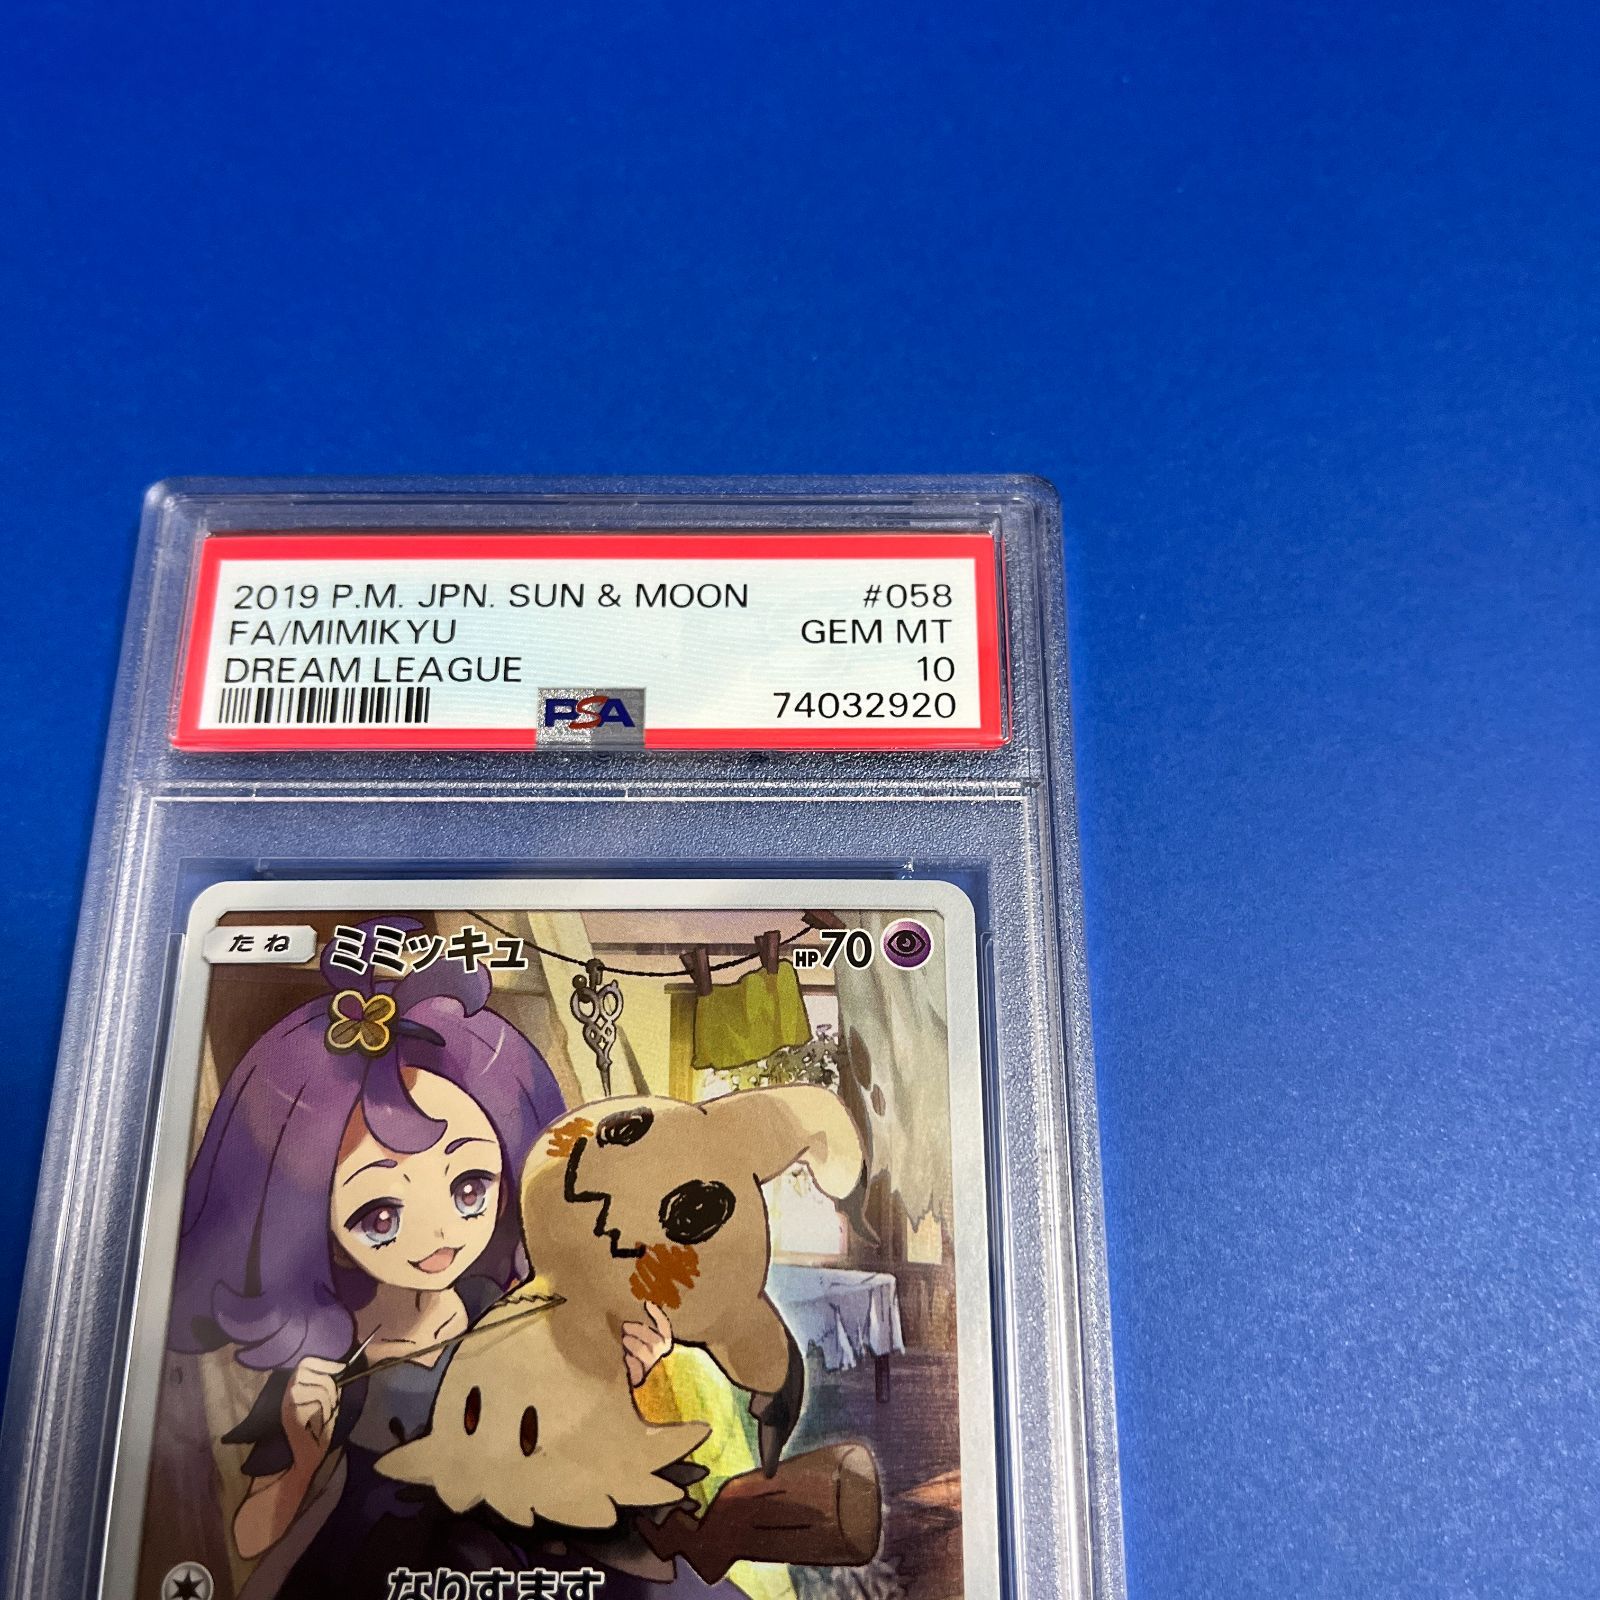 2019 P.M. JPN. SUN & MOON #058
FA/MIMIKYU GEM MT
DREAM LEAGUE 10
PSA 74032920
たね ミミッキュ HP70
なりすます